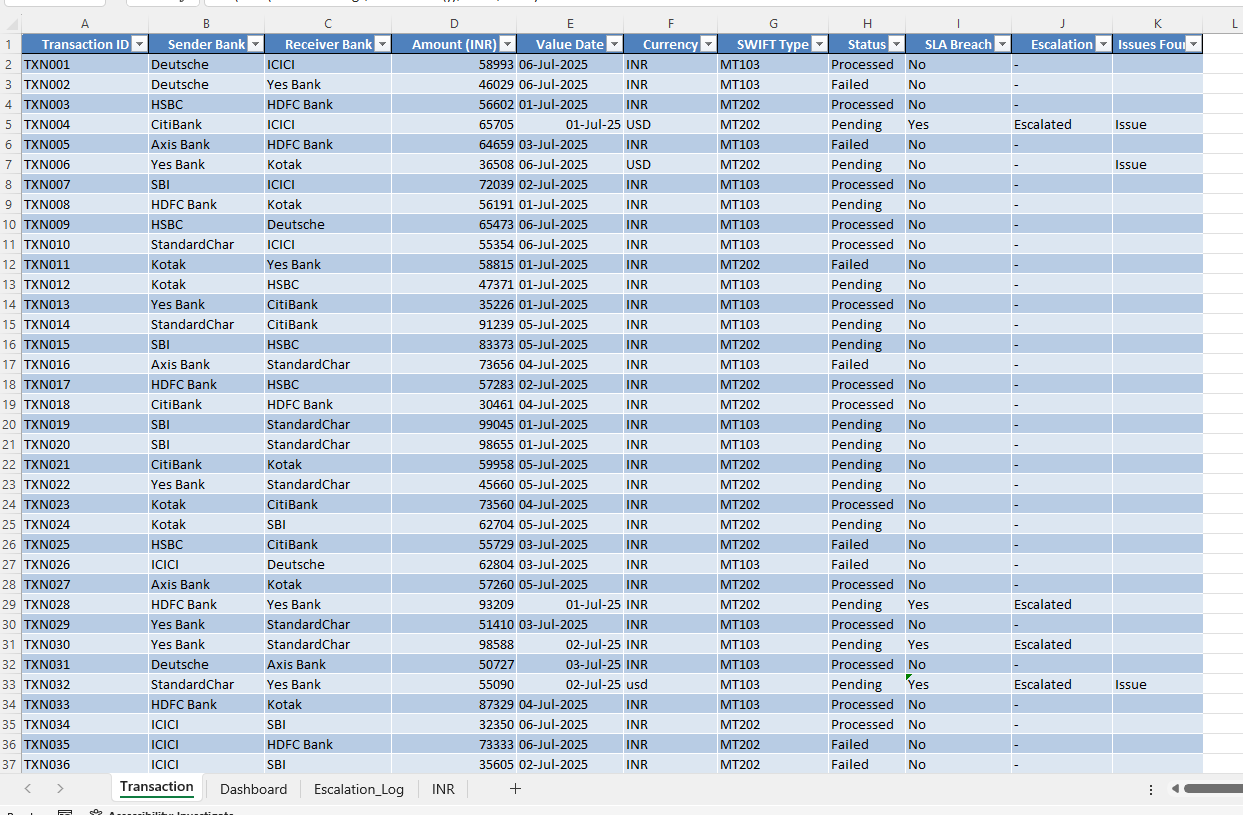 A B C D E F G H I J K L
1 Transaction ID Sender Bank Receiver Bank Amount (INR) Value Date Currency SWIFT Type Status SLA Breach Escalation Issues Four
2 TXN001 Deutsche ICICI 58993 06-Jul-2025 INR MT103 Processed No -
3 TXN002 Deutsche Yes Bank 46029 06-Jul-2025 INR MT103 Failed No -
4 TXN003 HSBC HDFC Bank 56602 01-Jul-2025 INR MT202 Processed No -
5 TXN004 CitiBank ICICI 65705 01-Jul-25 USD MT202 Pending Yes Escalated Issue
6 TXN005 Axis Bank HDFC Bank 64659 03-Jul-2025 INR MT103 Failed No -
7 TXN006 Yes Bank Kotak 36508 06-Jul-2025 USD MT202 Pending No - Issue
8 TXN007 SBI ICICI 72039 02-Jul-2025 INR MT103 Processed No -
9 TXN008 HDFC Bank Kotak 56191 01-Jul-2025 INR MT103 Pending No -
10 TXN009 HSBC Deutsche 65473 06-Jul-2025 INR MT103 Processed No -
11 TXN010 StandardChar ICICI 55354 06-Jul-2025 INR MT103 Processed No -
12 TXN011 Kotak Yes Bank 58815 01-Jul-2025 INR MT202 Failed No -
13 TXN012 Kotak HSBC 47371 01-Jul-2025 INR MT103 Pending No -
14 TXN013 Yes Bank CitiBank 35226 01-Jul-2025 INR MT103 Processed No -
15 TXN014 StandardChar CitiBank 91239 05-Jul-2025 INR MT103 Pending No -
16 TXN015 SBI HSBC 83373 05-Jul-2025 INR MT202 Pending No -
17 TXN016 Axis Bank StandardChar 73656 04-Jul-2025 INR MT103 Failed No -
18 TXN017 HDFC Bank HSBC 57283 02-Jul-2025 INR MT202 Processed No -
19 TXN018 CitiBank HDFC Bank 30461 04-Jul-2025 INR MT202 Processed No -
20 TXN019 SBI StandardChar 99045 01-Jul-2025 INR MT103 Pending No -
21 TXN020 SBI StandardChar 98655 01-Jul-2025 INR MT103 Pending No -
22 TXN021 CitiBank Kotak 59958 05-Jul-2025 INR MT202 Pending No -
23 TXN022 Yes Bank StandardChar 45660 05-Jul-2025 INR MT202 Pending No -
24 TXN023 Kotak CitiBank 73560 04-Jul-2025 INR MT202 Processed No -
25 TXN024 Kotak SBI 62704 05-Jul-2025 INR MT202 Pending No -
26 TXN025 HSBC CitiBank 55729 03-Jul-2025 INR MT202 Failed No -
27 TXN026 ICICI Deutsche 62804 03-Jul-2025 INR MT103 Failed No -
28 TXN027 Axis Bank Kotak 57260 05-Jul-2025 INR MT202 Processed No -
29 TXN028 HDFC Bank Yes Bank 93209 01-Jul-25 INR MT202 Pending Yes Escalated
30 TXN029 Yes Bank StandardChar 51410 03-Jul-2025 INR MT103 Processed No -
31 TXN030 Yes Bank StandardChar 98588 02-Jul-25 INR MT103 Pending Yes Escalated
32 TXN031 Deutsche Axis Bank 50727 03-Jul-25 INR MT103 Processed No -
33 TXN032 StandardChar Yes Bank 55090 02-Jul-25 usd MT103 Pending Yes Escalated Issue
34 TXN033 HDFC Bank Kotak 87329 04-Jul-2025 INR MT103 Processed No -
35 TXN034 ICICI SBI 32350 06-Jul-2025 INR MT202 Processed No -
36 TXN035 ICICI HDFC Bank 73333 06-Jul-2025 INR MT202 Failed No -
37 TXN036 ICICI SBI 35605 02-Jul-2025 INR MT202 Failed No -
Transaction Dashboard Escalation_Log INR